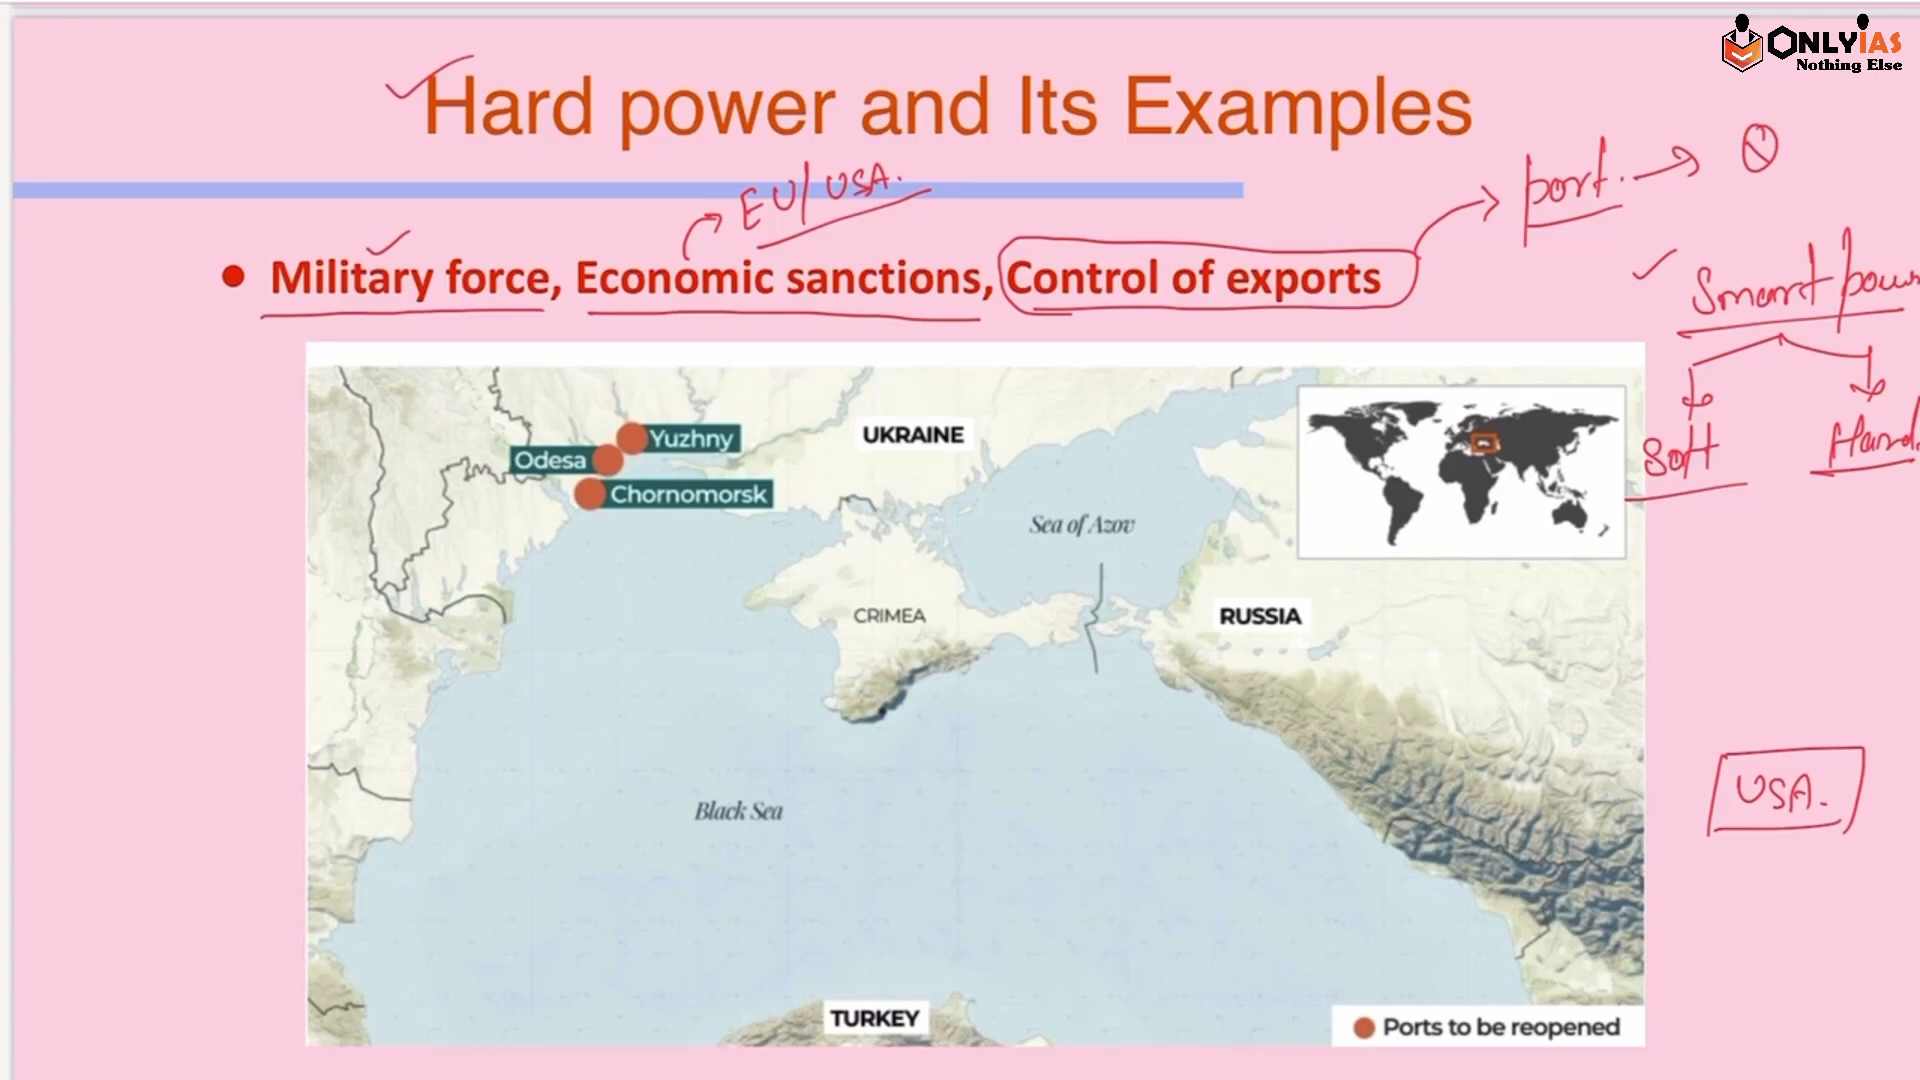 ONLYIAS
Nothing Else
Hard power and Its Examples
EU/USA.
port.
Military force, Economic sanctions, Control of exports
Smart power
Soft
Hard
UKRAINE
Yuzhny
Odesa
Chornomorsk
Sea of Azov
CRIMEA
RUSSIA
USA.
Black Sea
TURKEY
Ports to be reopened